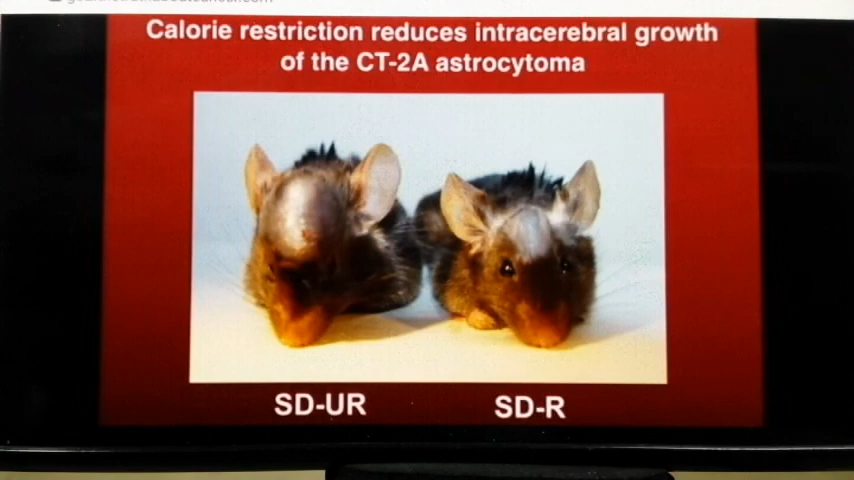 Calorie restriction reduces intracerebral growth
of the CT-2A astrocytoma
SD-UR
SD-R